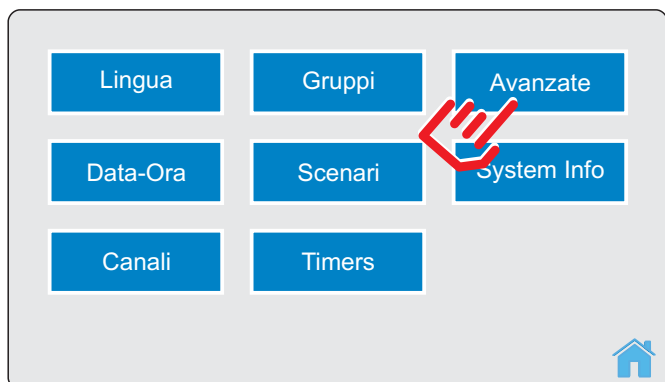 Lingua
Gruppi
Avanzate
Data-Ora
Scenari
System Info
Canali
Timers